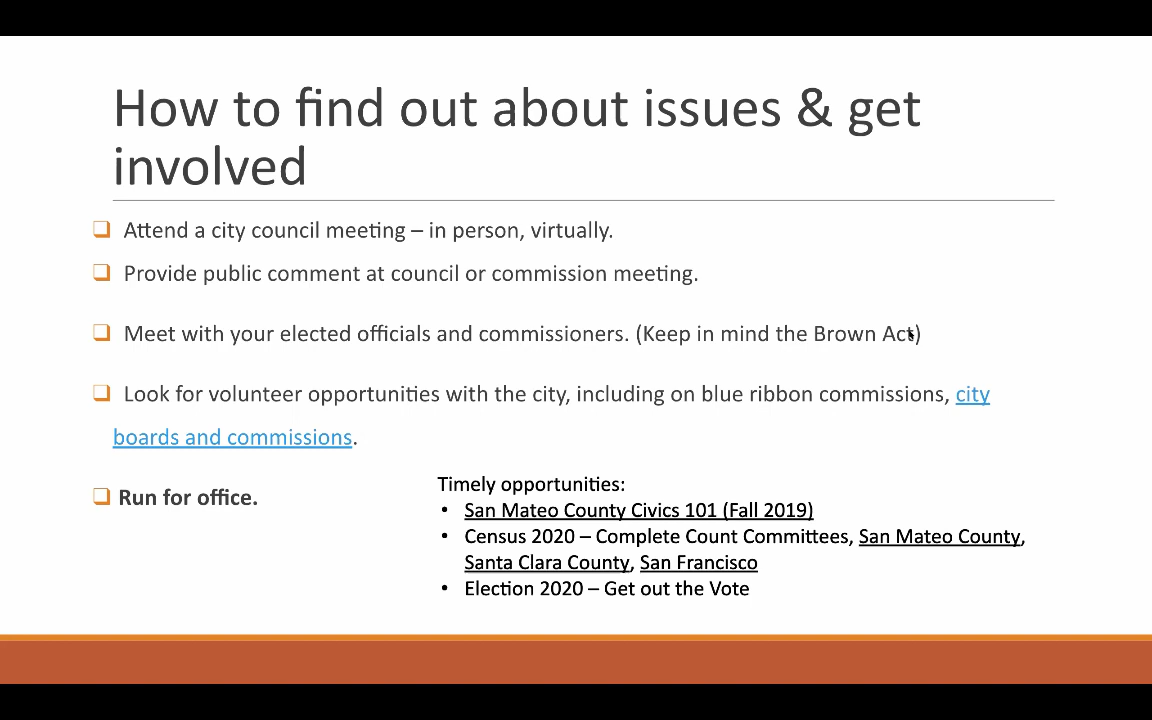 How to find out about issues & get
involved
❑ Attend a city council meeting – in person, virtually.
❑ Provide public comment at council or commission meeting.
❑ Meet with your elected officials and commissioners. (Keep in mind the Brown Act)
❑ Look for volunteer opportunities with the city, including on blue ribbon commissions, city
boards and commissions.
❑ Run for office.
Timely opportunities:
• San Mateo County Civics 101 (Fall 2019)
• Census 2020 – Complete Count Committees, San Mateo County,
Santa Clara County, San Francisco
• Election 2020 – Get out the Vote